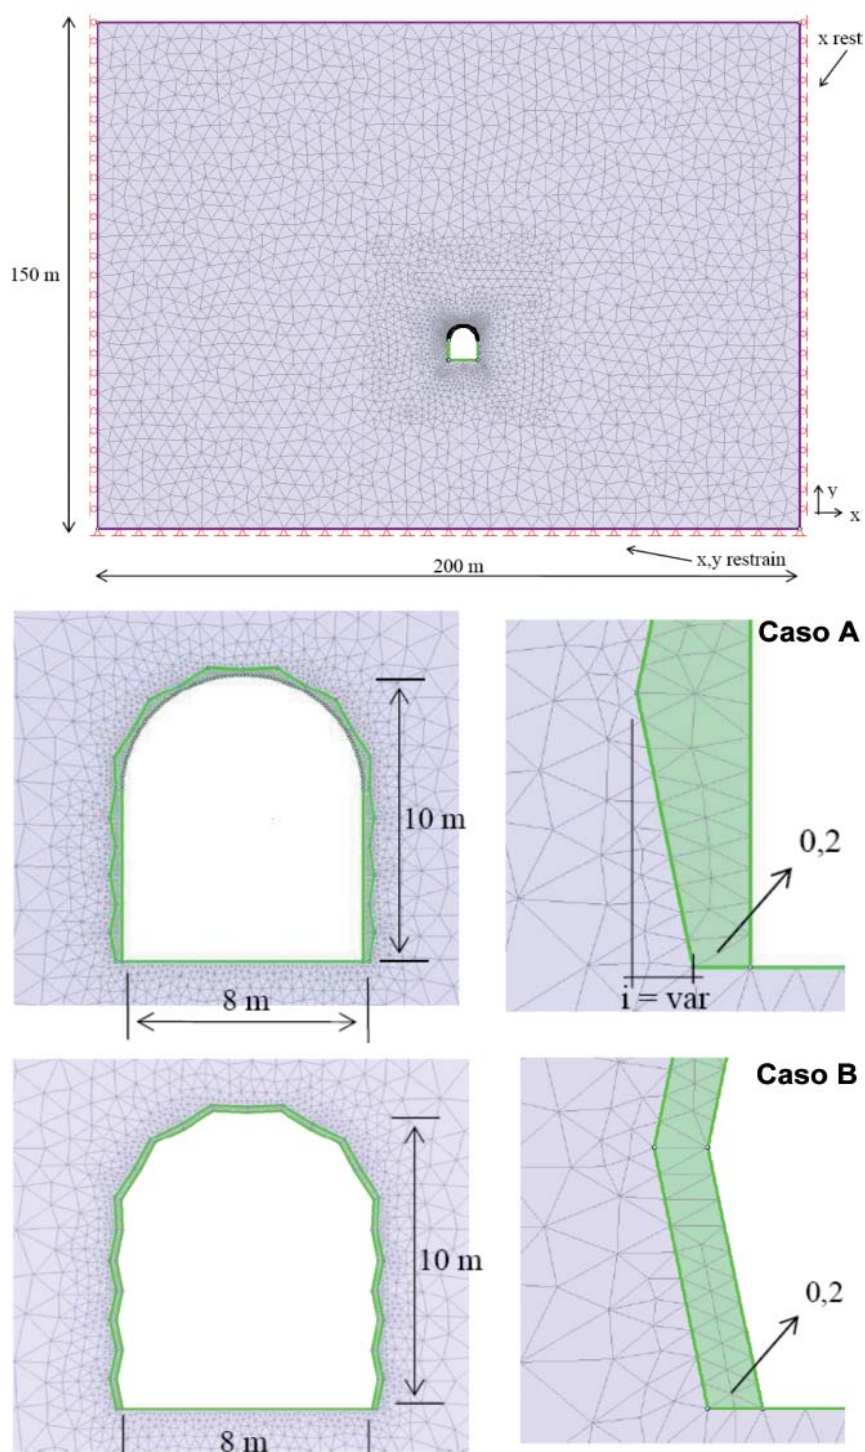 x rest
150 m
y
x
x,y restrain
200 m
Caso A
10 m
0,2
8 m
i = var
Caso B
10 m
0,2
8 m